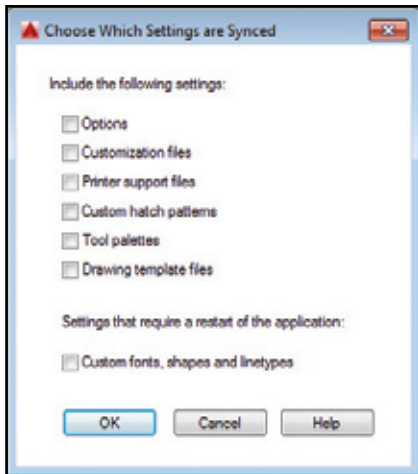 Choose Which Settings are Synced
Include the following settings:
Options
Customization files
Printer support files
Custom hatch patterns
Tool palettes
Drawing template files
Settings that require a restart of the application:
Custom fonts, shapes and linetypes
OK Cancel Help